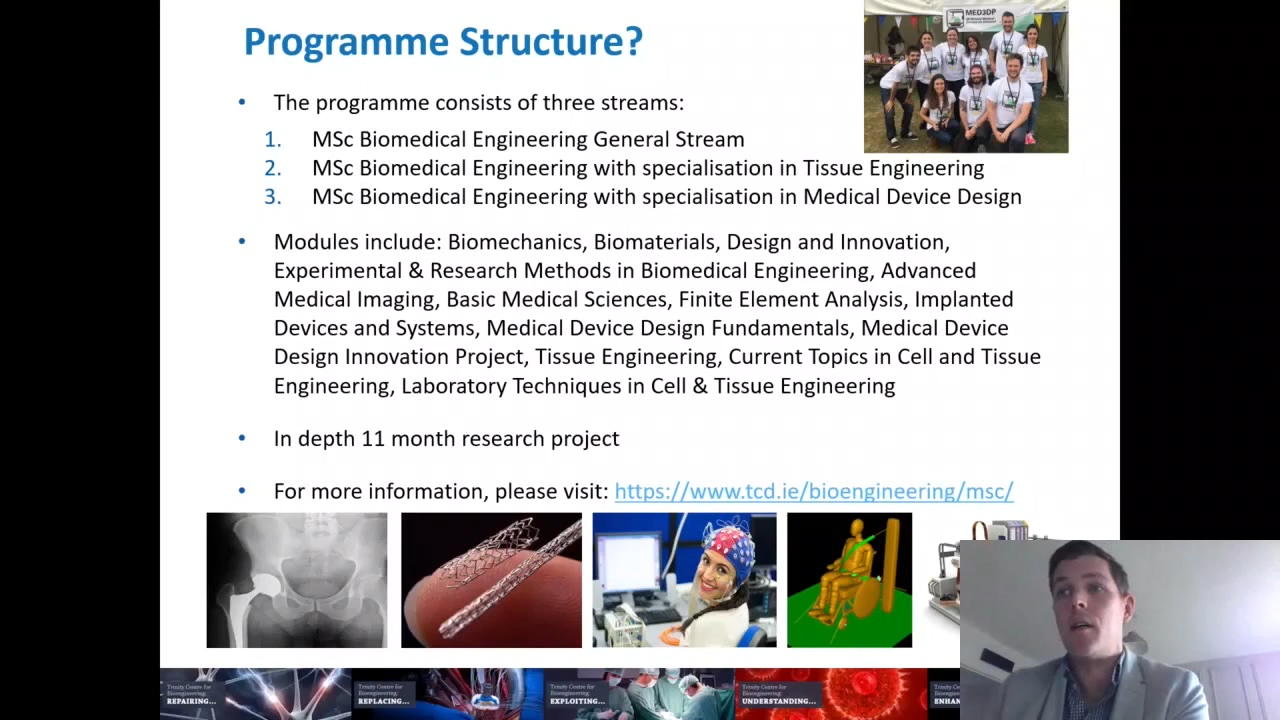 Programme Structure?
MED3DP
• The programme consists of three streams:
1. MSc Biomedical Engineering General Stream
2. MSc Biomedical Engineering with specialisation in Tissue Engineering
3. MSc Biomedical Engineering with specialisation in Medical Device Design
• Modules include: Biomechanics, Biomaterials, Design and Innovation,
Experimental & Research Methods in Biomedical Engineering, Advanced
Medical Imaging, Basic Medical Sciences, Finite Element Analysis, Implanted
Devices and Systems, Medical Device Design Fundamentals, Medical Device
Design Innovation Project, Tissue Engineering, Current Topics in Cell and Tissue
Engineering, Laboratory Techniques in Cell & Tissue Engineering
• In depth 11 month research project
• For more information, please visit: https://www.tcd.ie/bioengineering/msc/
Trinity Centre for
Bioengineering
REPAIRING...
Trinity Centre for
Bioengineering
REPLACING...
Trinity Centre for
Bioengineering
EXPLOITING...
Trinity Centre for
Bioengineering
UNDERSTANDING...
ENHAN